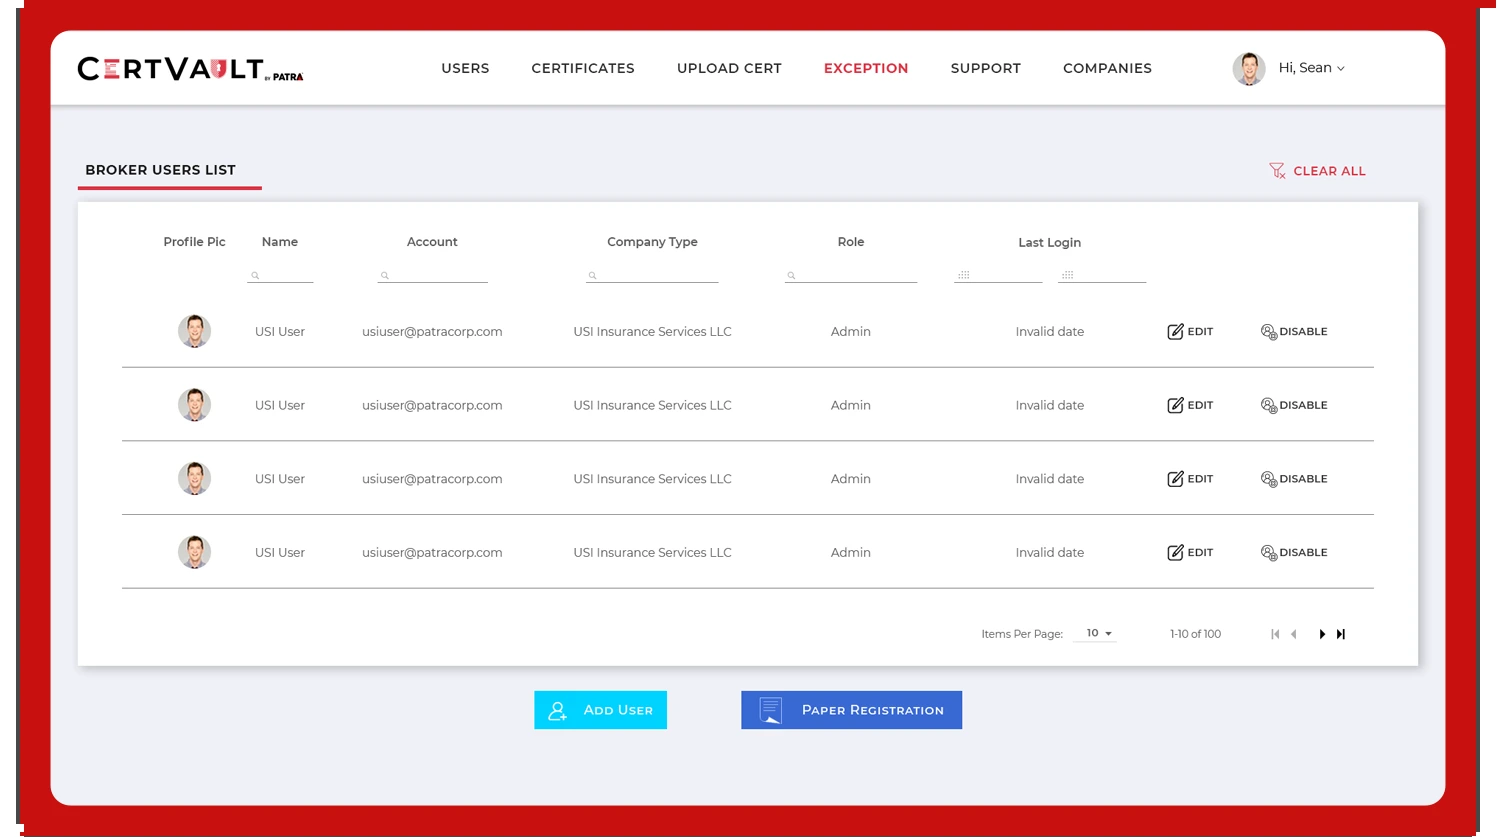 CERTVAULT BY PATRA
USERS CERTIFICATES UPLOAD CERT EXCEPTION SUPPORT COMPANIES Hi, Sean
BROKER USERS LIST CLEAR ALL
Profile Pic Name Account Company Type Role Last Login
USI User usiuser@patracorp.com USI Insurance Services LLC Admin Invalid date EDIT DISABLE
USI User usiuser@patracorp.com USI Insurance Services LLC Admin Invalid date EDIT DISABLE
USI User usiuser@patracorp.com USI Insurance Services LLC Admin Invalid date EDIT DISABLE
USI User usiuser@patracorp.com USI Insurance Services LLC Admin Invalid date EDIT DISABLE
Items Per Page: 10 1-10 of 100
ADD USER PAPER REGISTRATION